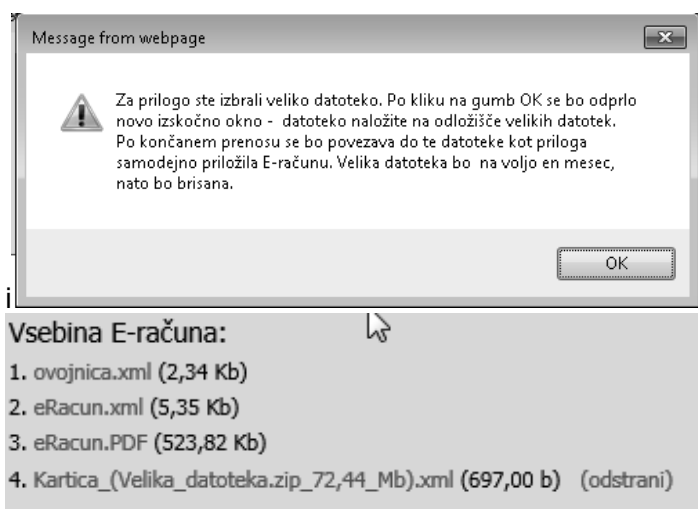 Message from webpage
Za prilogo ste izbrali veliko datoteko. Po kliku na gumb OK se bo odprlo
novo izskočno okno - datoteko naložite na odložišče velikih datotek.
Po končanem prenosu se bo povezava do te datoteke kot priloga
samodejno priložila E-računu. Velika datoteka bo na voljo en mesec,
nato bo brisana.
OK
i
Vsebina E-računa:
1. ovojnica.xml (2,34 Kb)
2. eRacun.xml (5,35 Kb)
3. eRacun.PDF (523,82 Kb)
4. Kartica_(Velika_datoteka.zip_72,44_Mb).xml (697,00 b) (odstrani)